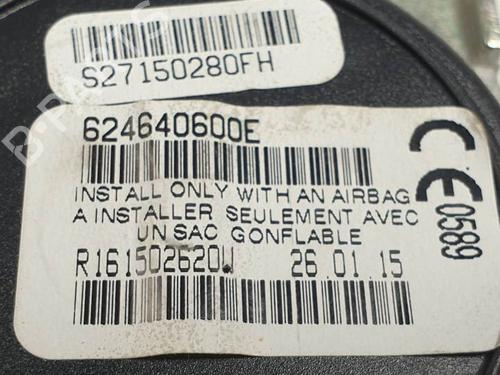 S27150280FH
624640600E
INSTALL ONLY WITH AN AIRBAG
A INSTALLER SEULEMENT AVEC
UN SAC GONFLABLE
R161502620W 26.01.15
CE 0589